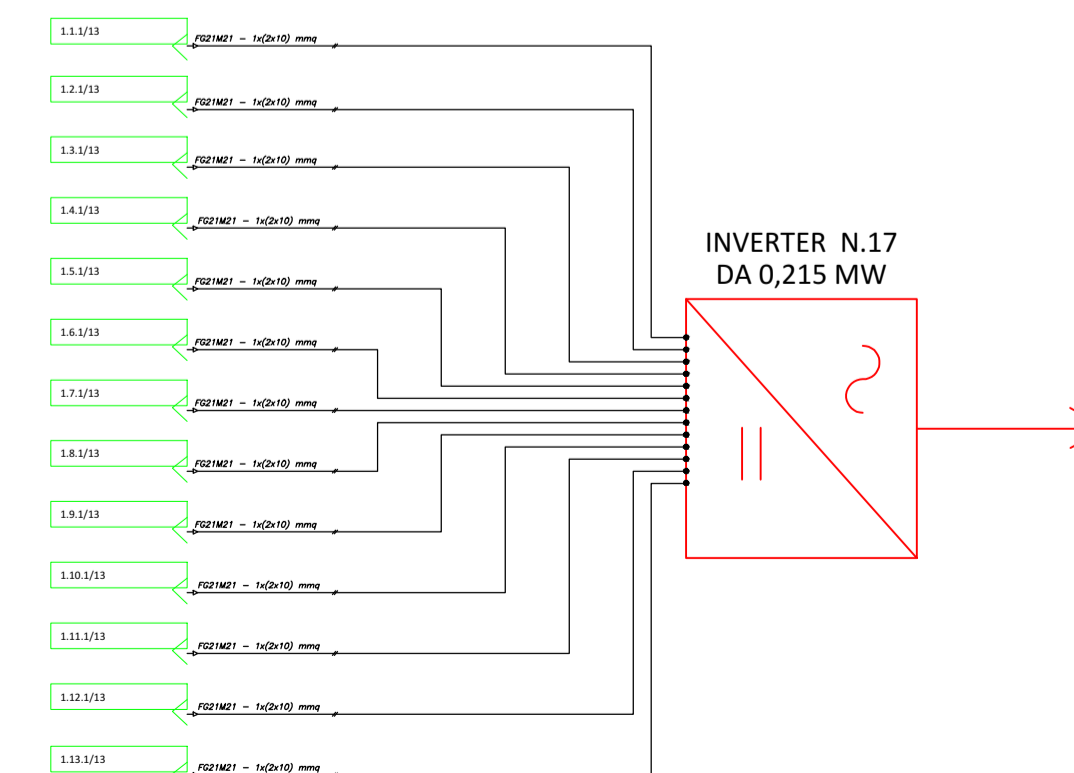 1.1.1/13
FG21M21 - 1x(2x10) mmq
1.2.1/13
FG21M21 - 1x(2x10) mmq
1.3.1/13
FG21M21 - 1x(2x10) mmq
1.4.1/13
FG21M21 - 1x(2x10) mmq
INVERTER N.17
DA 0,215 MW
1.5.1/13
FG21M21 - 1x(2x10) mmq
1.6.1/13
FG21M21 - 1x(2x10) mmq
1.7.1/13
FG21M21 - 1x(2x10) mmq
1.8.1/13
FG21M21 - 1x(2x10) mmq
1.9.1/13
FG21M21 - 1x(2x10) mmq
1.10.1/13
FG21M21 - 1x(2x10) mmq
1.11.1/13
FG21M21 - 1x(2x10) mmq
1.12.1/13
FG21M21 - 1x(2x10) mmq
1.13.1/13
FG21M21 - 1x(2x10) mmq